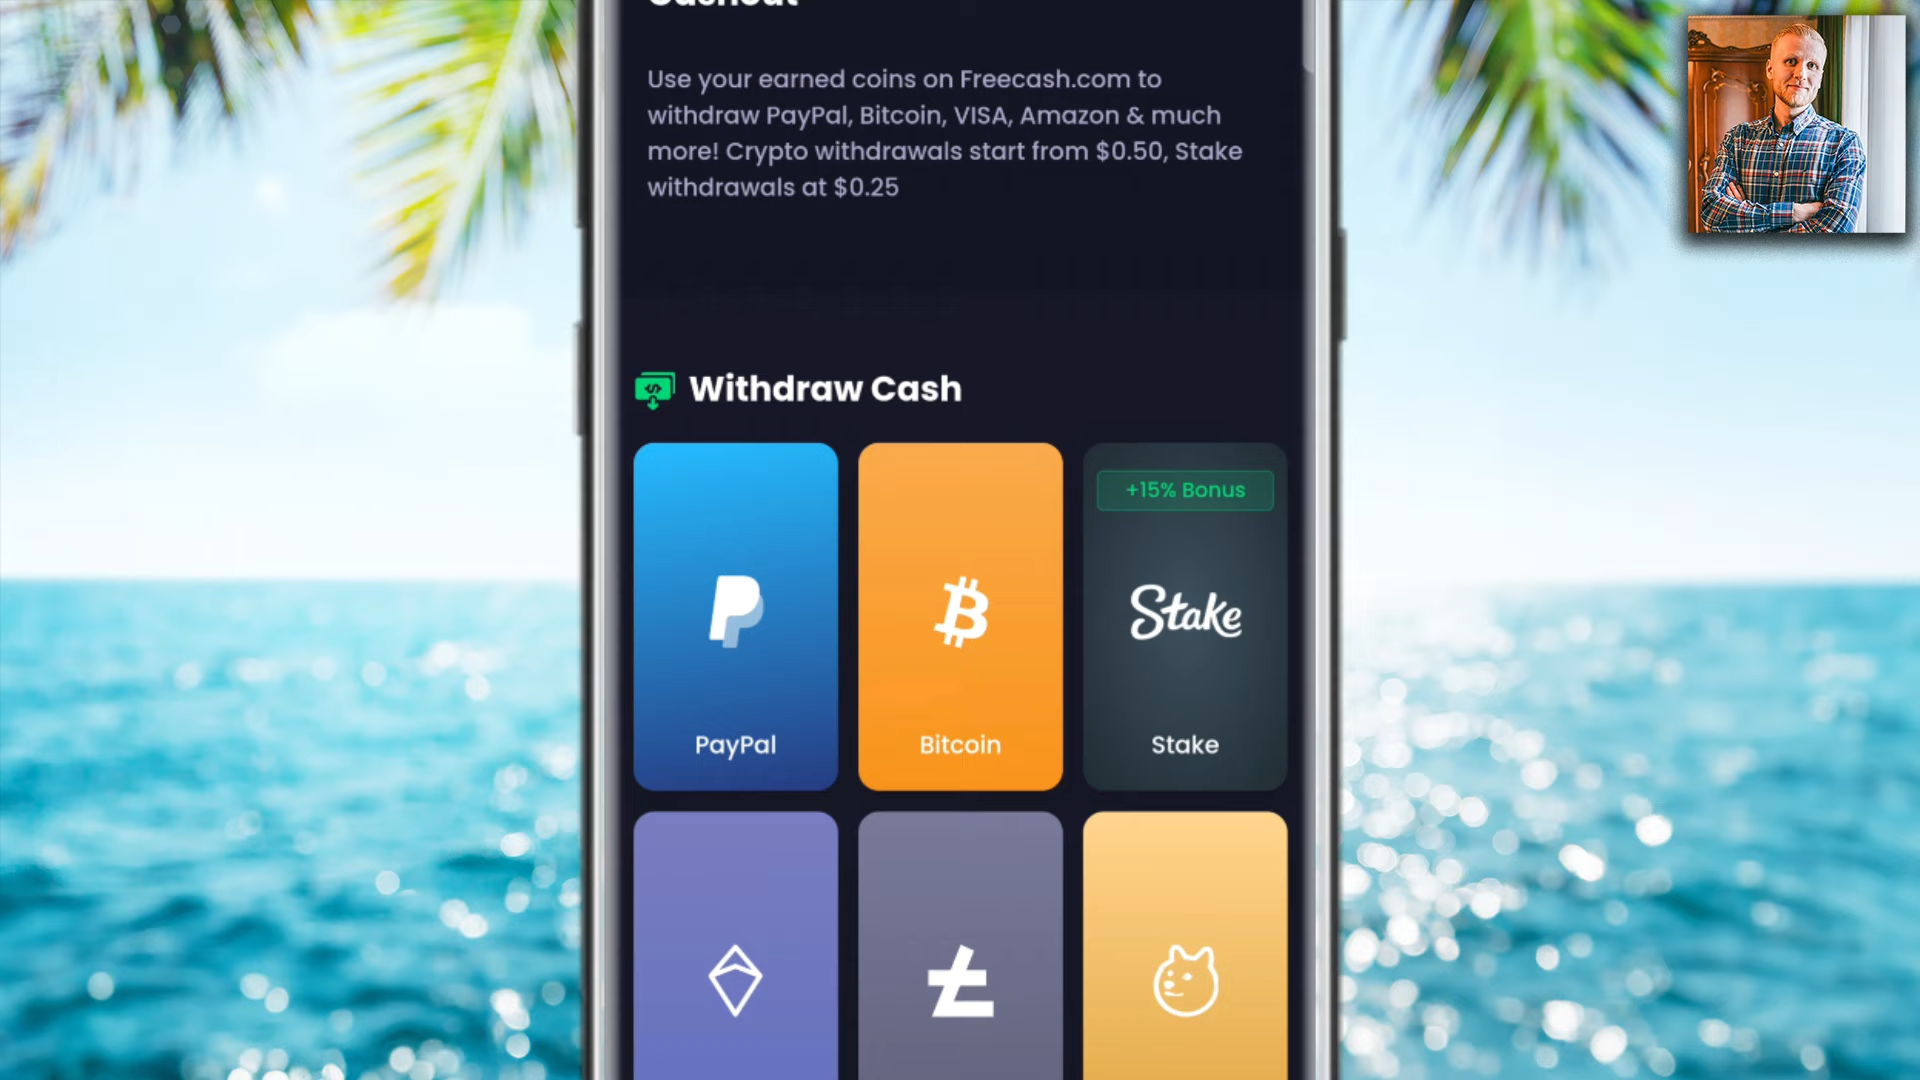 Cashout
Use your earned coins on Freecash.com to
withdraw PayPal, Bitcoin, VISA, Amazon & much
more! Crypto withdrawals start from $0.50, Stake
withdrawals at $0.25
Withdraw Cash
+15% Bonus
Stake
PayPal
Bitcoin
Stake